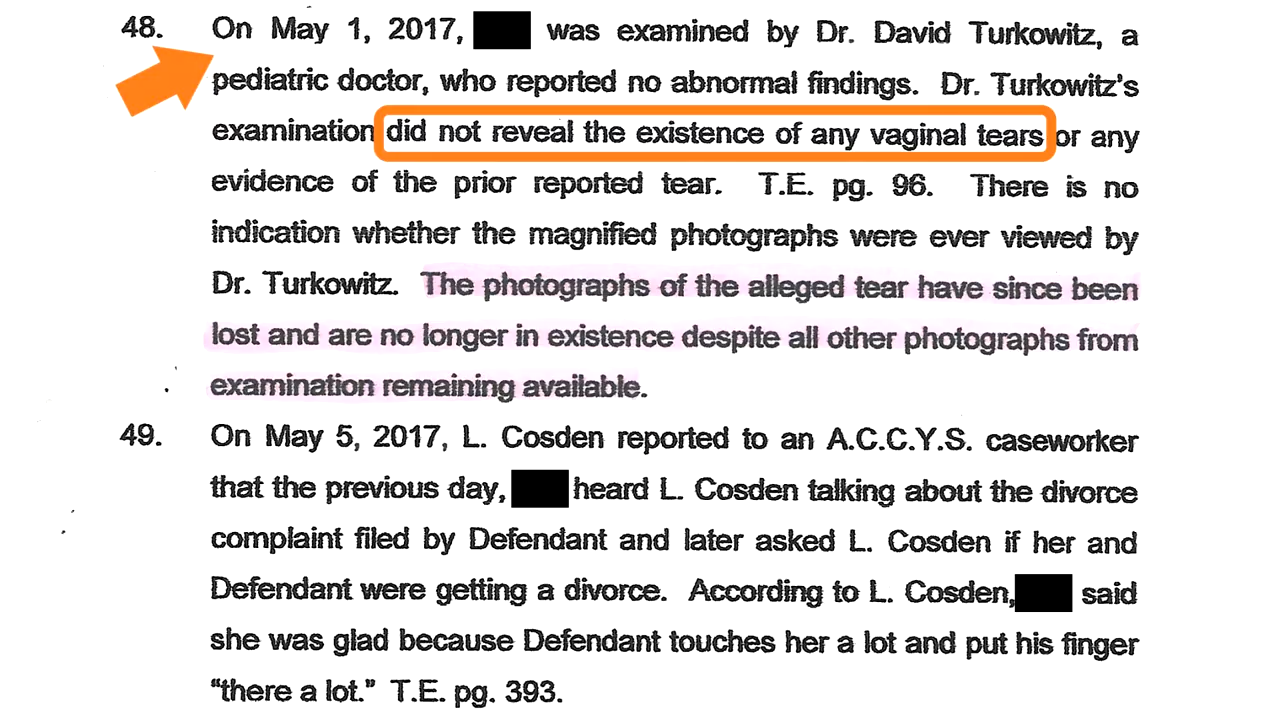 48. On May 1, 2017, was examined by Dr. David Turkowitz, a
pediatric doctor, who reported no abnormal findings. Dr. Turkowitz's
examination did not reveal the existence of any vaginal tears or any
evidence of the prior reported tear. T.E. pg. 96. There is no
indication whether the magnified photographs were ever viewed by
Dr. Turkowitz. The photographs of the alleged tear have since been
lost and are no longer in existence despite all other photographs from
examination remaining available.
49. On May 5, 2017, L. Cosden reported to an A.C.C.Y.S. caseworker
that the previous day, heard L. Cosden talking about the divorce
complaint filed by Defendant and later asked L. Cosden if her and
Defendant were getting a divorce. According to L. Cosden, said
she was glad because Defendant touches her a lot and put his finger
"there a lot." T.E. pg. 393.